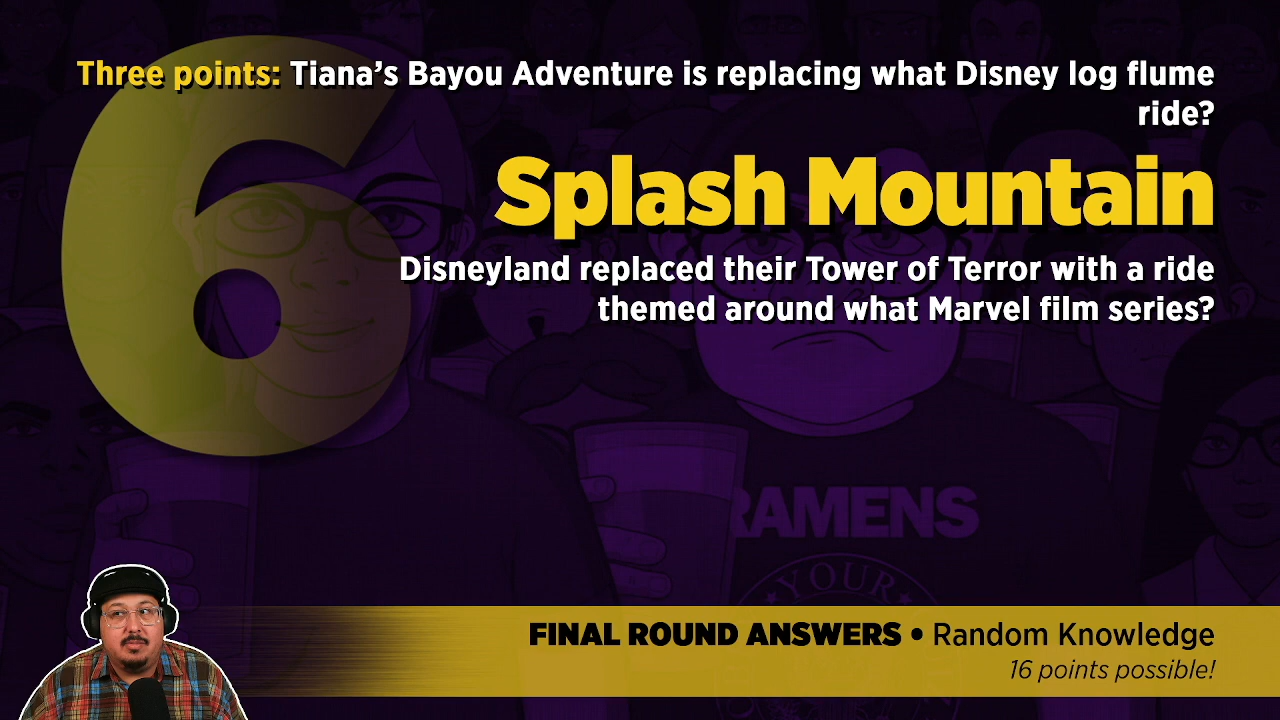 6
Three points: Tiana’s Bayou Adventure is replacing what Disney log flume
ride?
Splash Mountain
Disneyland replaced their Tower of Terror with a ride
themed around what Marvel film series?
RAMENS
YOUR
FINAL ROUND ANSWERS • Random Knowledge
16 points possible!